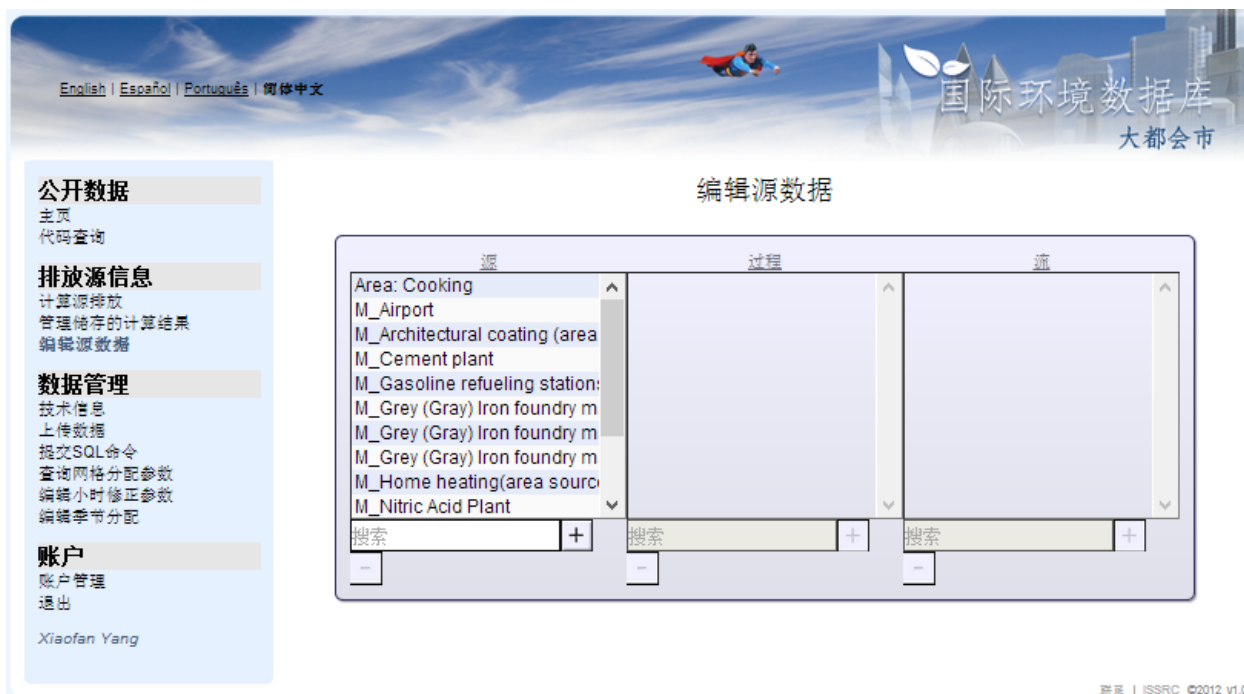 English | Español | Português | 简体中文
国际环境数据库
大都会市
公开数据
主页
代码查询
排放源信息
计算源排放
管理储存的计算结果
编辑源数据
数据管理
技术信息
上传数据
提交SQL命令
查询网格分配参数
编辑小时修正参数
编辑季节分配
账户
账户管理
退出
Xiaofan Yang
编辑源数据
源 过程 流
Area: Cooking
M_Airport
M_Architectural coating (area
M_Cement plant
M_Gasoline refueling stations
M_Grey (Gray) Iron foundry m
M_Grey (Gray) Iron foundry m
M_Grey (Gray) Iron foundry m
M_Home heating(area source
M_Nitric Acid Plant
搜索 + 搜索 + 搜索 +
- - -
联系 | ISSRC ©2012 v1.0